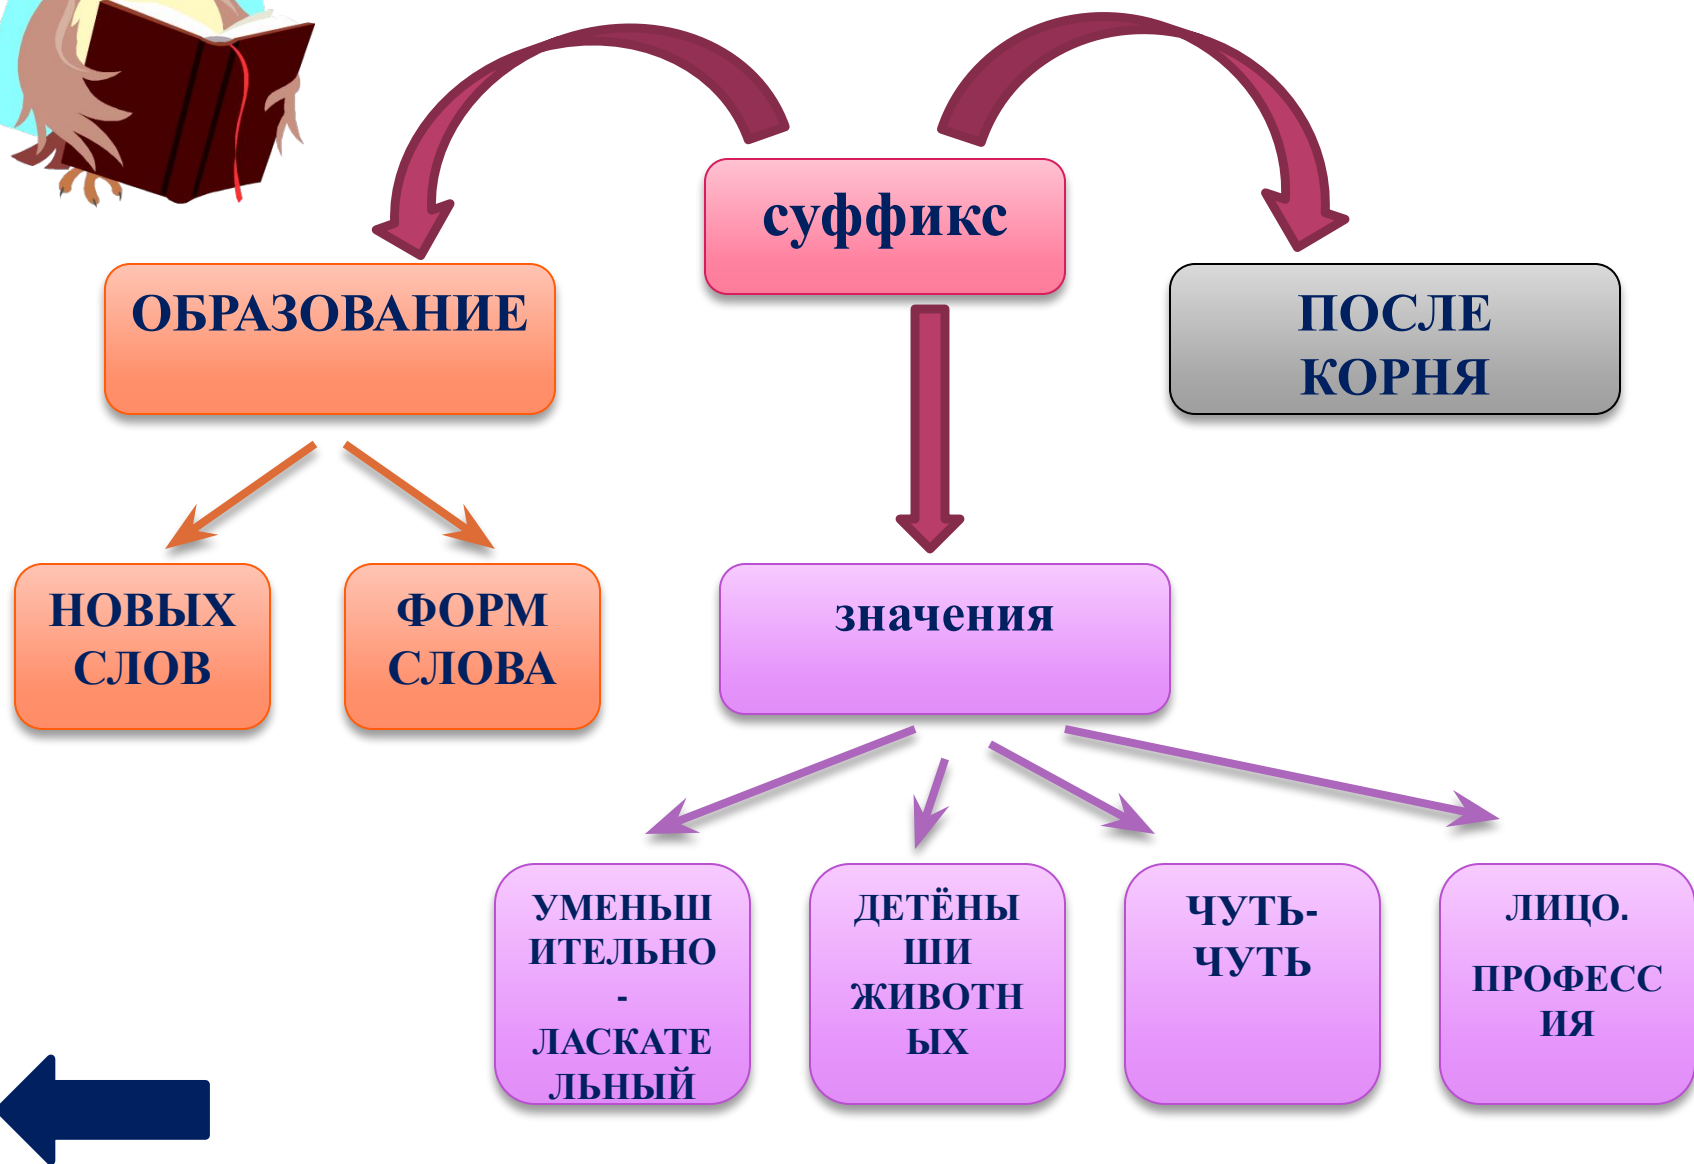 суффикс
ОБРАЗОВАНИЕ
ПОСЛЕ
КОРНЯ
НОВЫХ
СЛОВ
ФОРМ
СЛОВА
значения
УМЕНЬШ
ИТЕЛЬНО
-
ЛАСКАТЕ
ЛЬНЫЙ
ДЕТЁНЫ
ШИ
ЖИВОТН
ЫХ
ЧУТЬ-
ЧУТЬ
ЛИЦО.
ПРОФЕСС
ИЯ